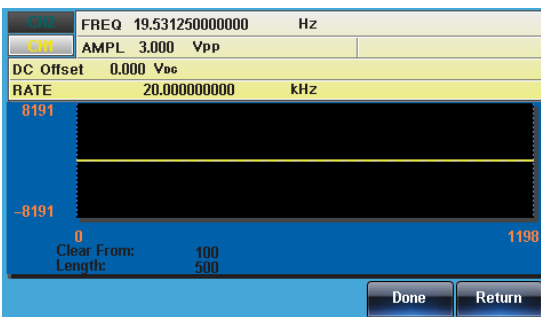 CH2 FREQ 19.531250000000 Hz
CH1 AMPL 3.000 Vpp
DC Offset 0.000 VDC
RATE 20.000000000 kHz
8191
-8191
0 1198
Clear From: 100
Length: 500
Done Return